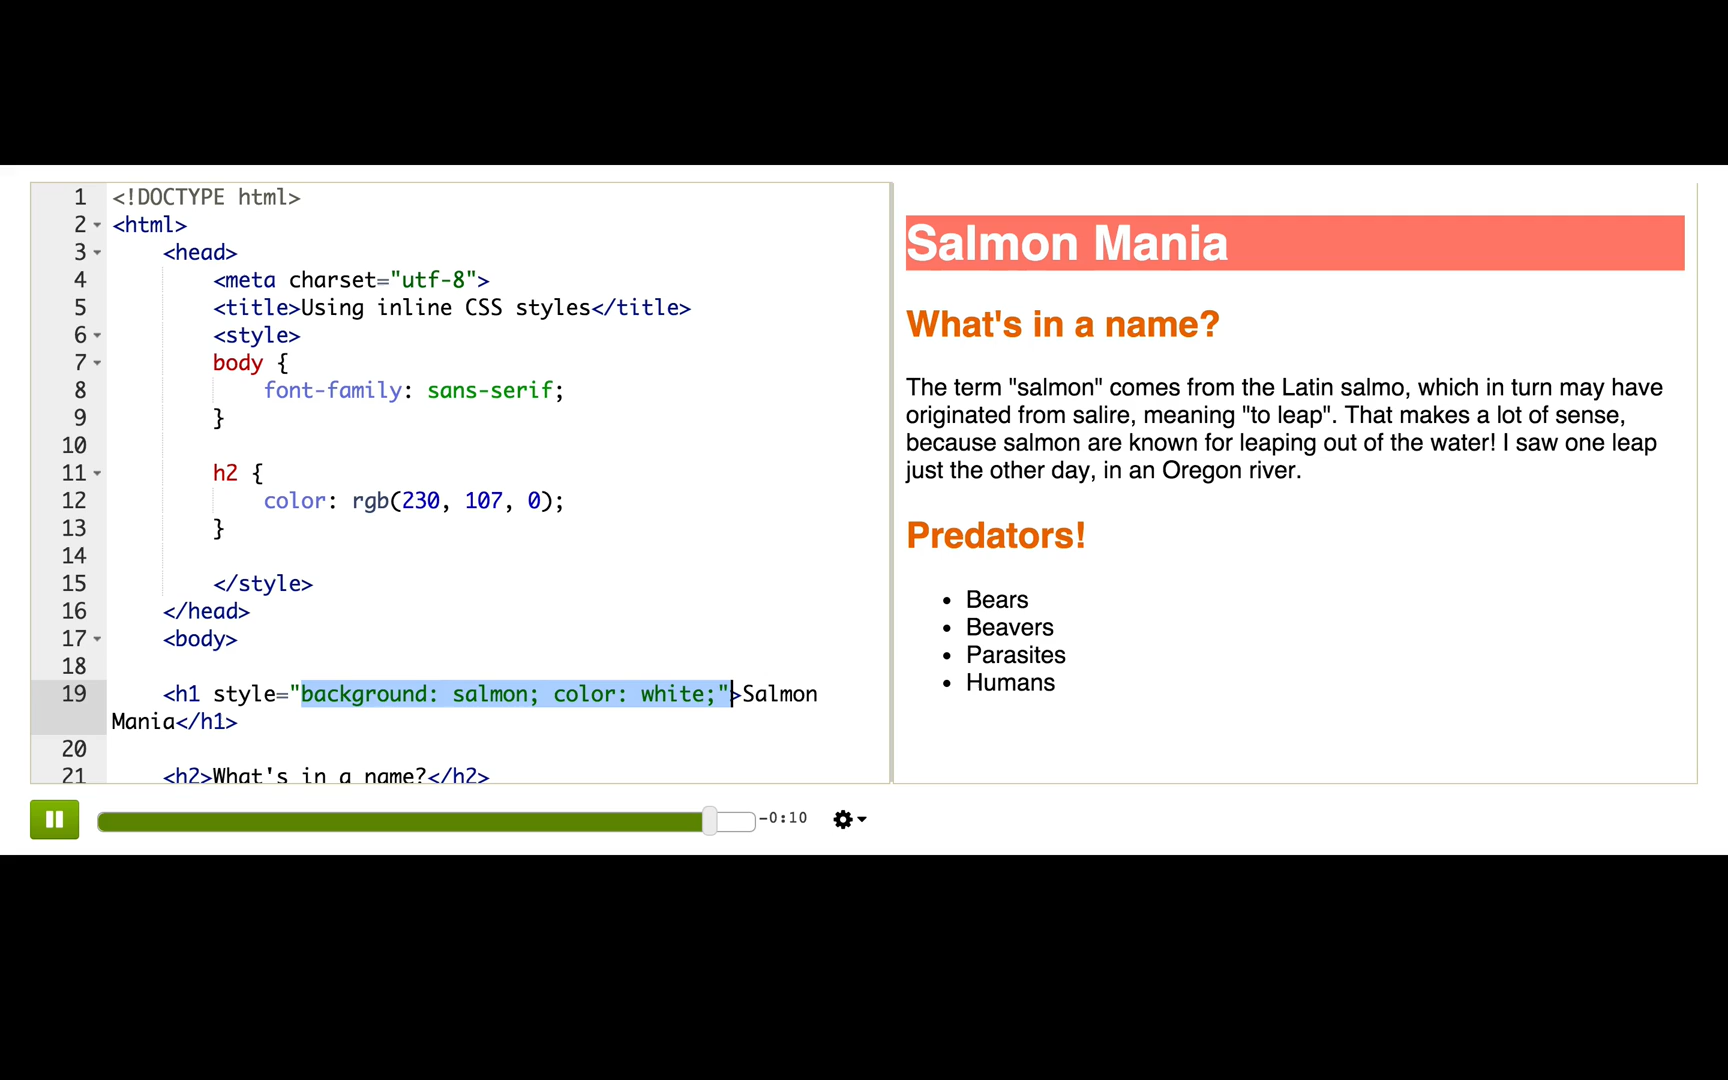 1 <!DOCTYPE html>
2 <html>
3 <head>
4 <meta charset="utf-8">
5 <title>Using inline CSS styles</title>
6 <style>
7 body {
8 font-family: sans-serif;
9 }
10
11 h2 {
12 color: rgb(230, 107, 0);
13 }
14
15 </style>
16 </head>
17 <body>
18
19 <h1 style="background: salmon; color: white;">Salmon
Mania</h1>
20
21 <h2>What's in a name?</h2>
Salmon Mania
What's in a name?
The term "salmon" comes from the Latin salmo, which in turn may have
originated from salire, meaning "to leap". That makes a lot of sense,
because salmon are known for leaping out of the water! I saw one leap
just the other day, in an Oregon river.
Predators!
• Bears
• Beavers
• Parasites
• Humans
-0:10